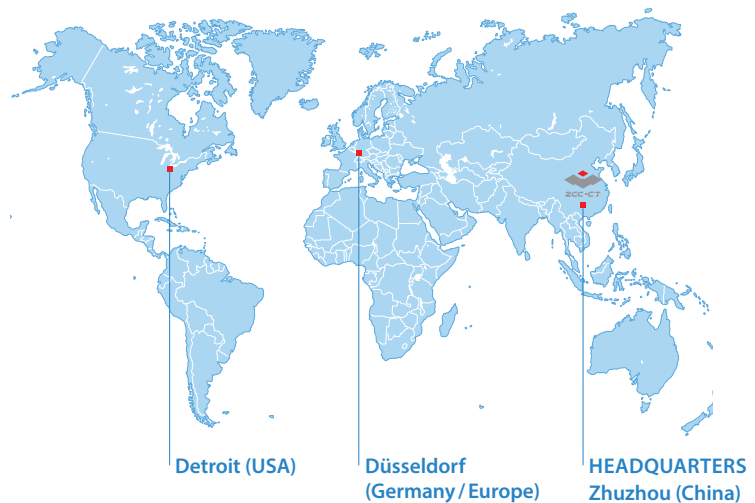 ZCC·CT
Detroit (USA)
Düsseldorf
(Germany / Europe)
HEADQUARTERS
Zhuzhou (China)